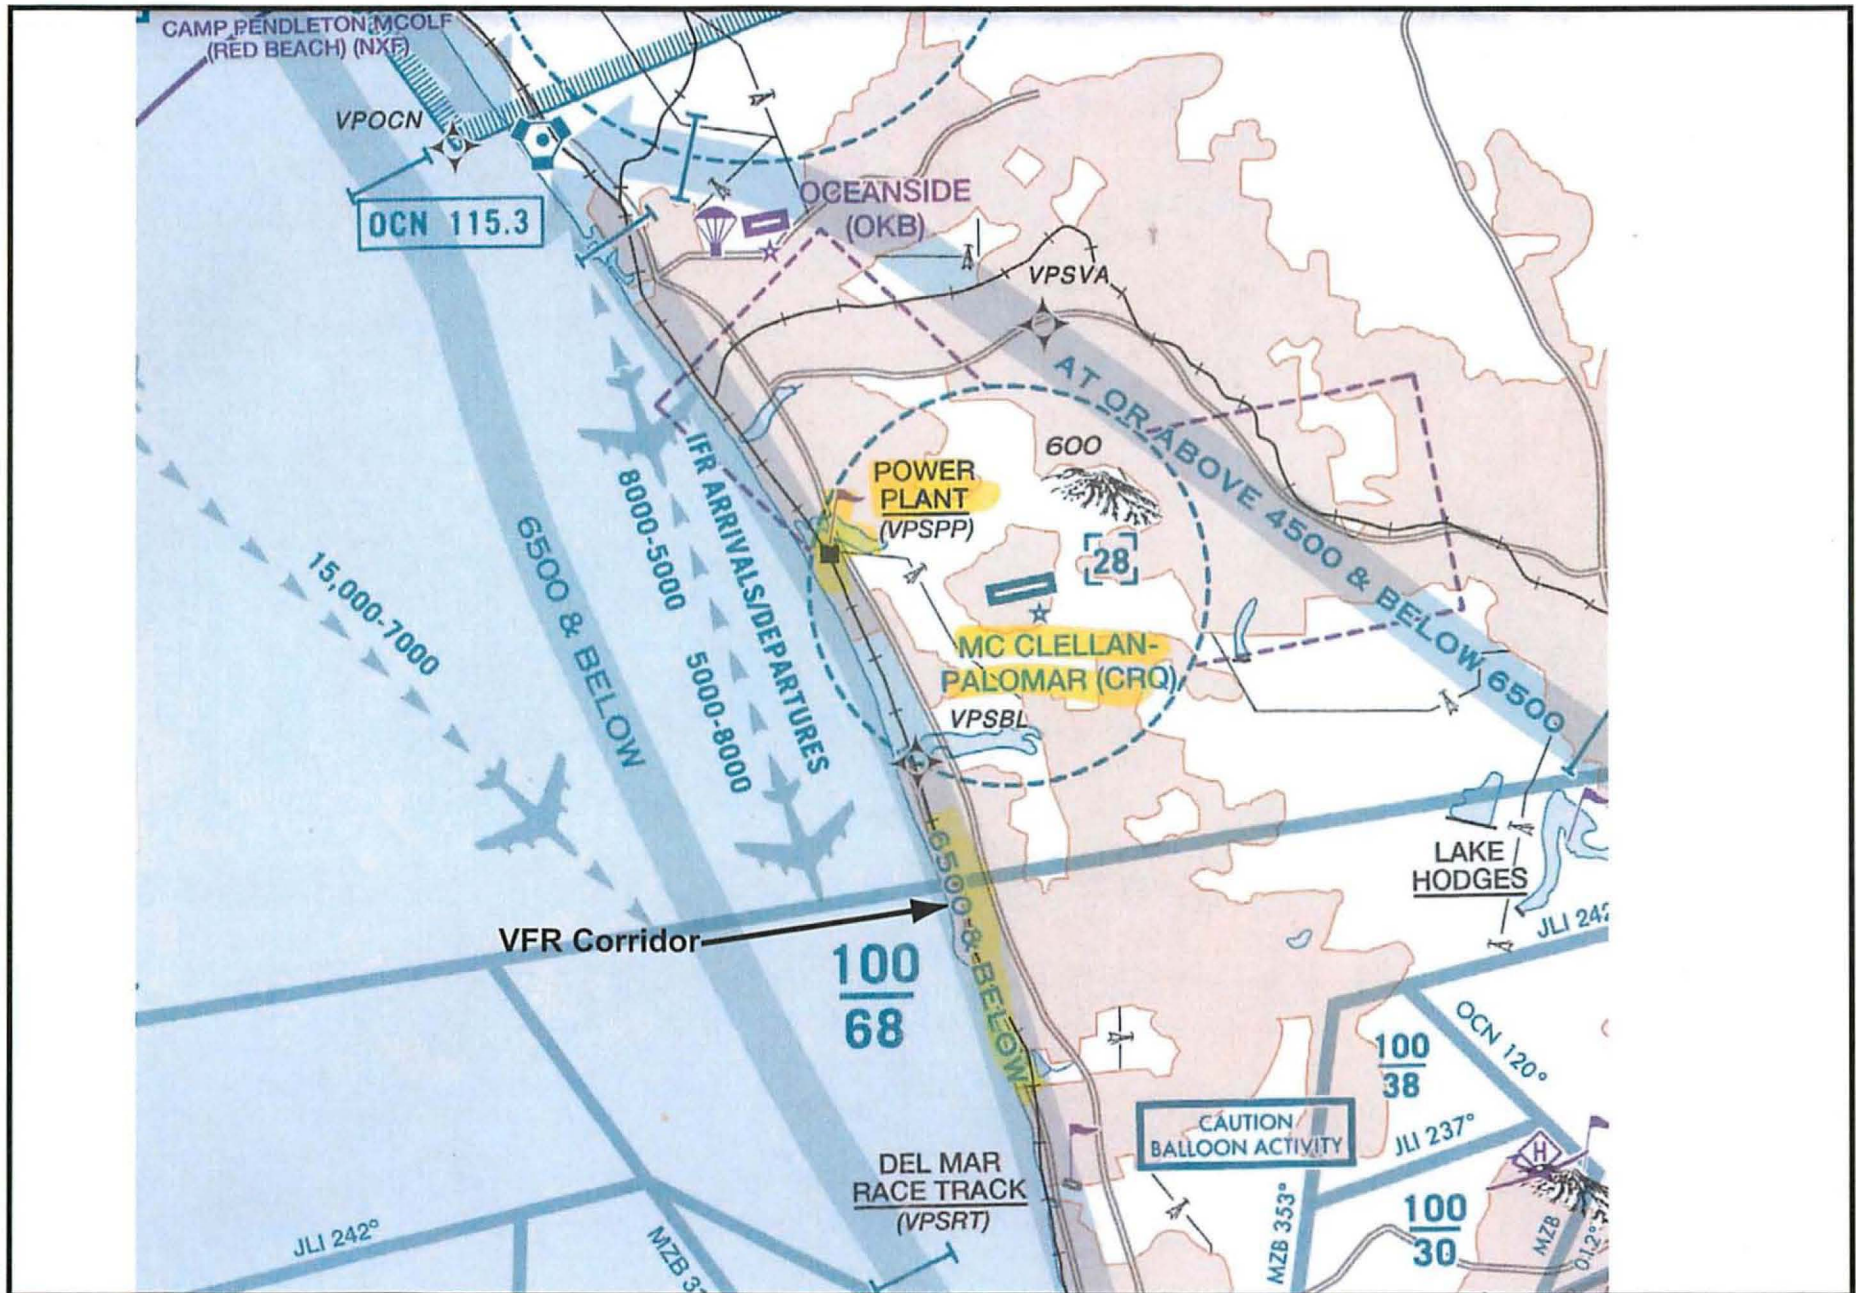 CAMP PENDLETON MCOLF
(RED BEACH) (NXF)
VPOCN
OCN 115.3
OCEANSIDE
(OKB)
VPSVA
AT OR ABOVE 4500 & BELOW 6500
600
POWER
PLANT
(VPSPP)
28
IFR ARRIVALS/DEPARTURES
8000-5000
5000-8000
6500 & BELOW
15,000-7000
MC CLELLAN-
PALOMAR (CRQ)
VPSBL
6500 & BELOW
LAKE
HODGES
VFR Corridor
100
68
JLI 242
OCN 120°
100
38
CAUTION
BALLOON ACTIVITY
JLI 237°
H
DEL MAR
RACE TRACK
(VPSRT)
100
30
JLI 242°
MZB 3
MZB 353°
MZB
012°